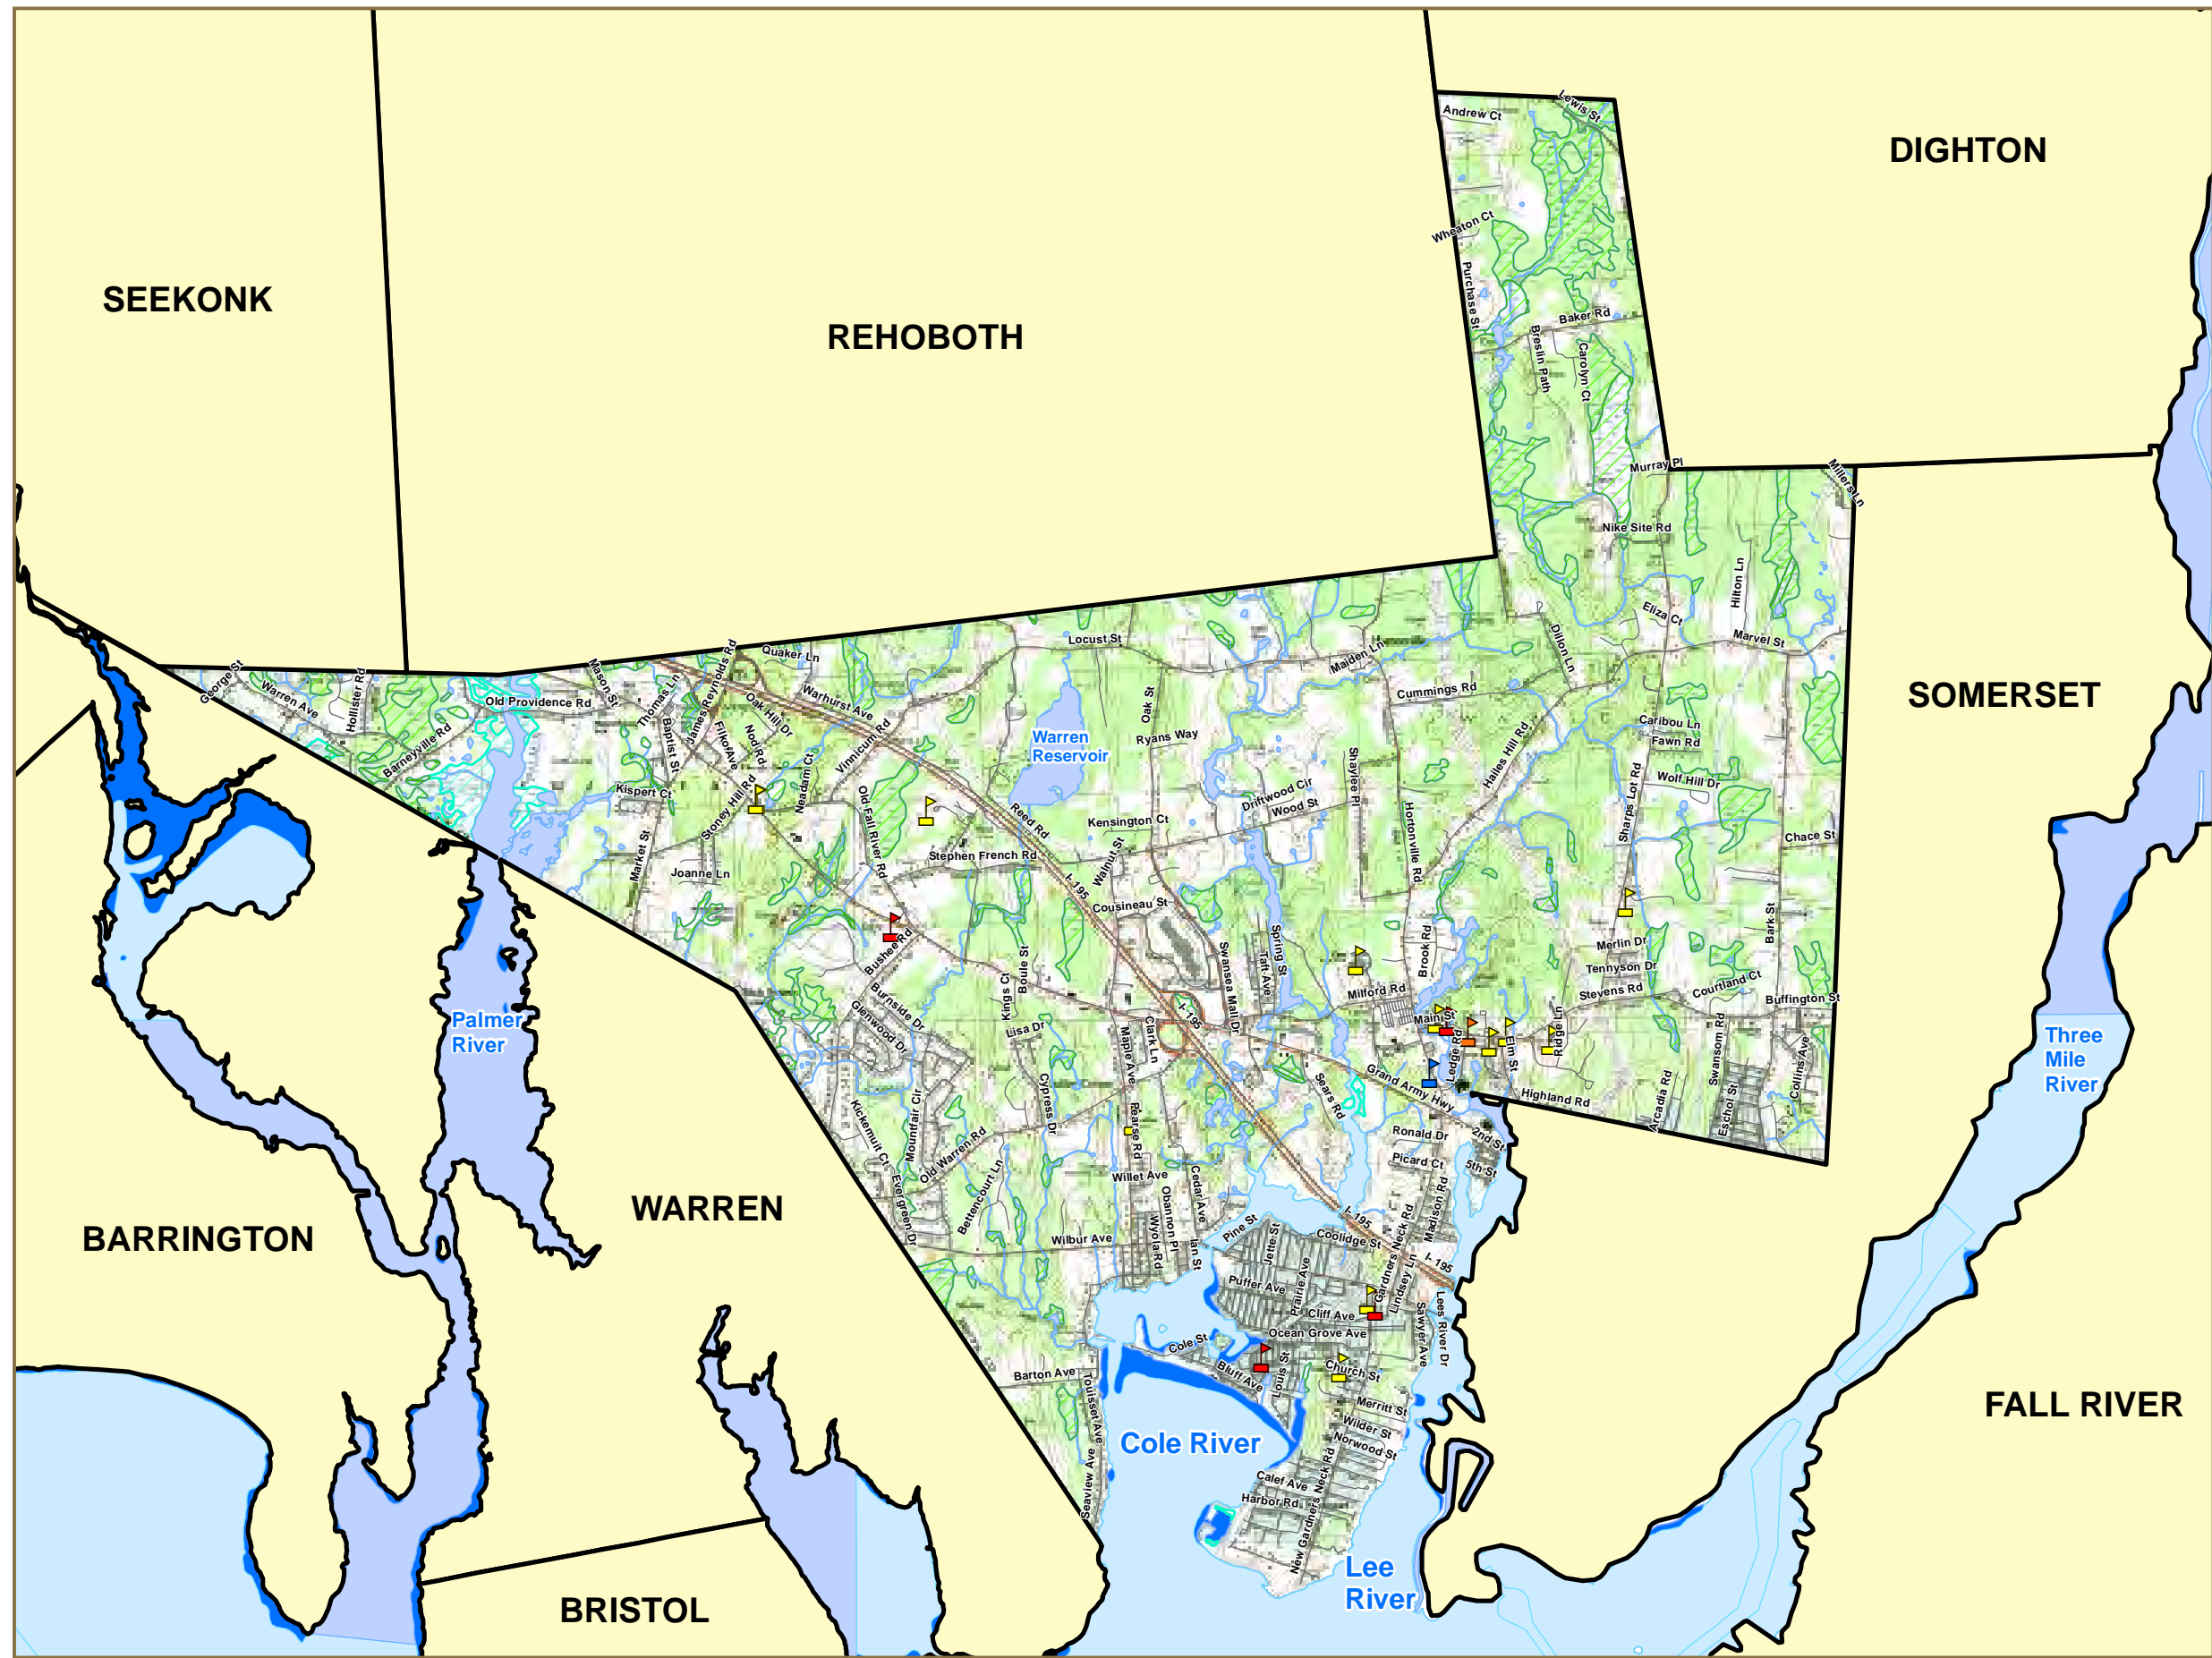 DIGHTON
SEEKONK
REHOBOTH
SOMERSET
FALL RIVER
BARRINGTON
WARREN
BRISTOL
Andrew Ct
Lewis St
Wheaton Ct
Purchase St
Baker Rd
Breslin Path
Carolyn Ct
Murray Pl
Millers Ln
Nike Site Rd
Hilton Ln
Eliza Ct
Marvel St
Dillon Ln
Locust St
Maiden Ln
Cummings Rd
Quaker Ln
George St
Warren Ave
Hollister Rd
Barneyville Rd
Old Providence Rd
Mason St
Thomas Ln
James Reynolds Rd
Baptist St
Filkof Ave
Nod Rd
Oak Hill Dr
Warhurst Ave
Vinnicum Rd
Neadam Ct
Stoney Hill Rd
Kispert Ct
Market St
Joanne Ln
Old Fall River Rd
Stephen French Rd
Reed Rd
Warren
Reservoir
Oak St
Ryans Way
Kensington Ct
Walnut St
Cousineau St
I- 195
Driftwood Cir
Wood St
Shaylee Pl
Hortonville Rd
Hailes Hill Rd
Caribou Ln
Fawn Rd
Wolf Hill Dr
Sharps Lot Rd
Chace St
Bark St
Merlin Dr
Tennyson Dr
Stevens Rd
Courtland Ct
Buffington St
Swansom Rd
Collins Ave
Eschol St
Arcadia Rd
Highland Rd
Ridge Ln
Elm St
Main St
Ledge Rd
Milford Rd
Brook Rd
Spring St
Taft Ave
Swansea Mall Dr
I- 195
Grand Army Hwy
Sears Rd
Bushee Rd
Burnside Dr
Glenwood Dr
Kings Ct
Boule St
Lisa Dr
Maple Ave
Clark Ln
Cypress Dr
Pearse Rd
Kickemuit Ct
Mountfair Cir
Old Warren Rd
Evergreen Dr
Bettencourt Ln
Willet Ave
Cedar Ave
Obannon Pl
Wyola Rd
Ian St
Wilbur Ave
Pine St
Jette St
Coolidge St
I- 195
I- 195
Ronald Dr
Picard Ct
2nd St
5th St
Madison Rd
Gardners Neck Rd
Lindsey Ln
Puffer Ave
Prairie Ave
Cliff Ave
Ocean Grove Ave
Sawyer Ave
Lees River Dr
Cole St
Bluff Ave
Louis St
Church St
Barton Ave
Touisset Ave
Seaview Ave
Merritt St
Wilder St
Norwood St
Calef Ave
Harbor Rd
New Gardners Neck Rd
Palmer
River
Three
Mile
River
Cole River
Lee
River